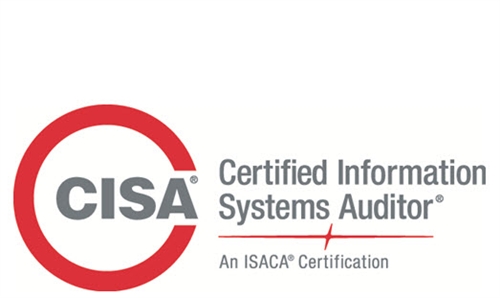 CISA®
Certified Information
Systems Auditor®
An ISACA® Certification